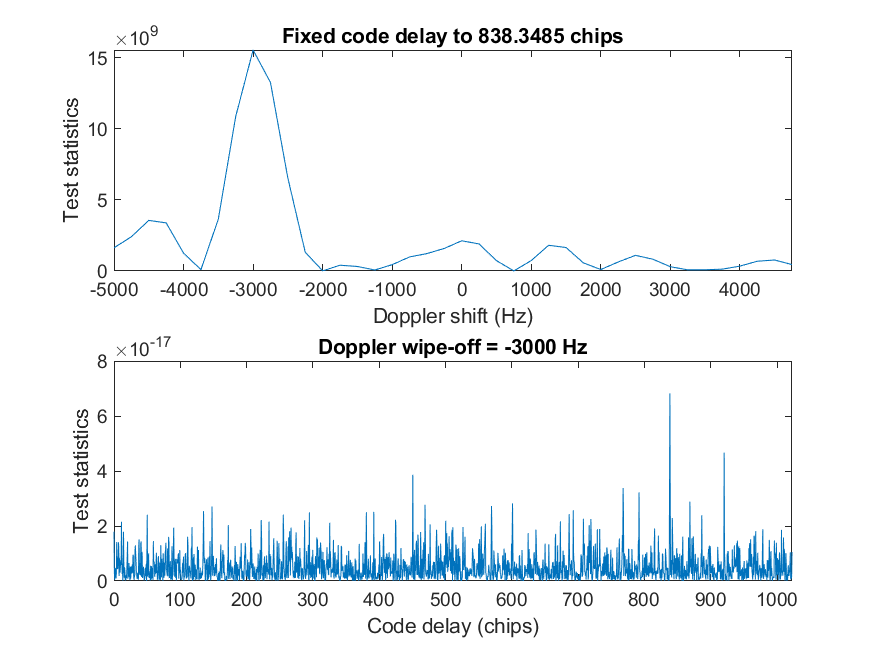 ×10^9
Fixed code delay to 838.3485 chips
15
10
5
0
Test statistics
-5000 -4000 -3000 -2000 -1000 0 1000 2000 3000 4000
Doppler shift (Hz)
×10^-17
Doppler wipe-off = -3000 Hz
8
6
4
2
0
Test statistics
0 100 200 300 400 500 600 700 800 900 1000
Code delay (chips)